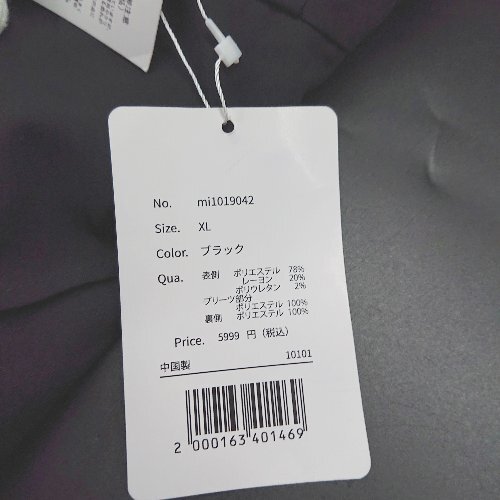 No. mi1019042
Size. XL
Color. ブラック
Qua. 表側 ポリエステル 78%
レーヨン 20%
ポリウレタン 2%
プリーツ部分
ポリエステル 100%
裏側 ポリエステル 100%
Price. 5999 円（税込）
中国製 10101
2 000163 401469